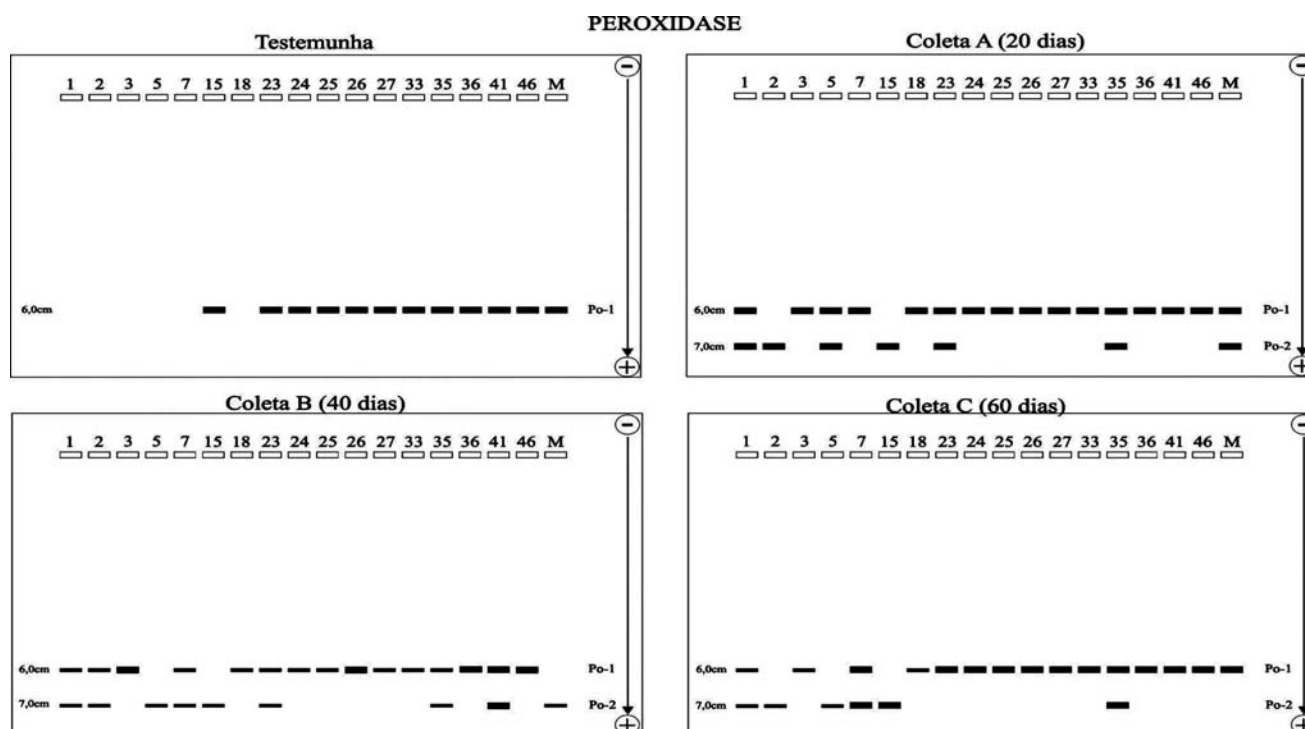 PEROXIDASE
Testemunha
1 2 3 5 7 15 18 23 24 25 26 27 33 35 36 41 46 M
−
6,0cm Po-1
+
Coleta A (20 dias)
1 2 3 5 7 15 18 23 24 25 26 27 33 35 36 41 46 M
−
6,0cm Po-1
7,0cm Po-2
+
Coleta B (40 dias)
1 2 3 5 7 15 18 23 24 25 26 27 33 35 36 41 46 M
−
6,0cm Po-1
7,0cm Po-2
+
Coleta C (60 dias)
1 2 3 5 7 15 18 23 24 25 26 27 33 35 36 41 46 M
−
6,0cm Po-1
7,0cm Po-2
+